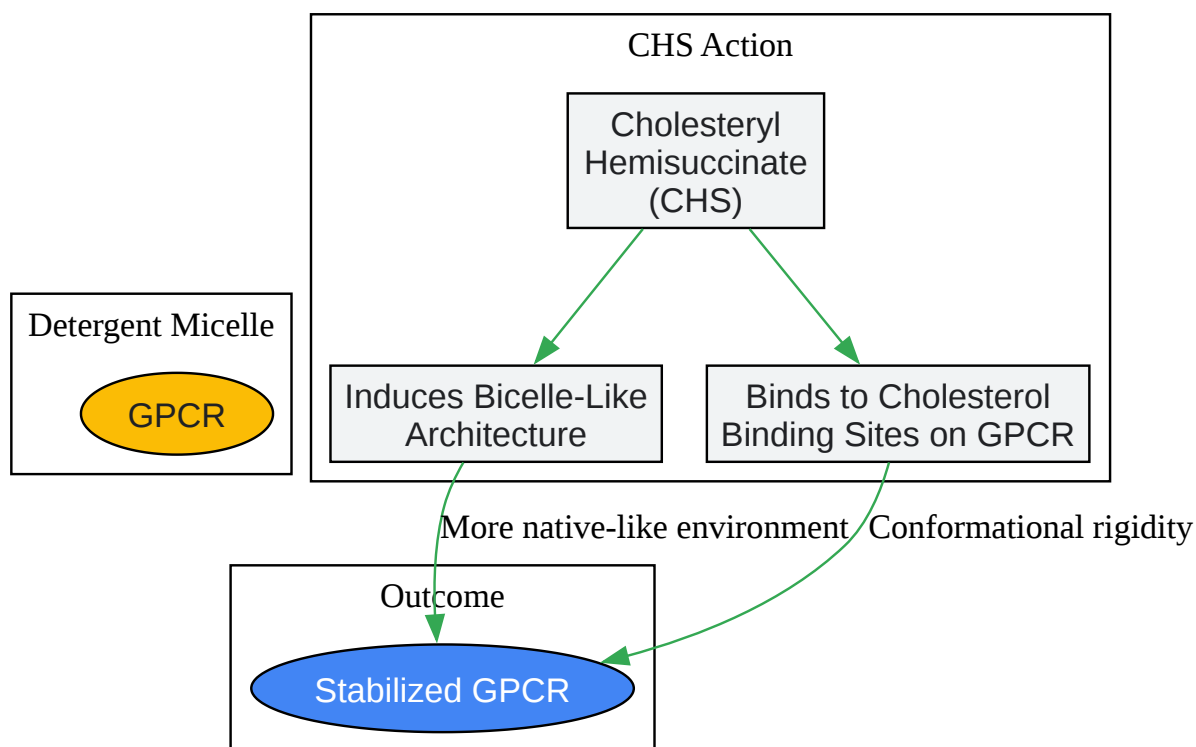 CHS Action
Cholesteryl
Hemisuccinate
(CHS)
Detergent Micelle
GPCR
Induces Bicelle-Like
Architecture
Binds to Cholesterol
Binding Sites on GPCR
More native-like environment
Conformational rigidity
Outcome
Stabilized GPCR